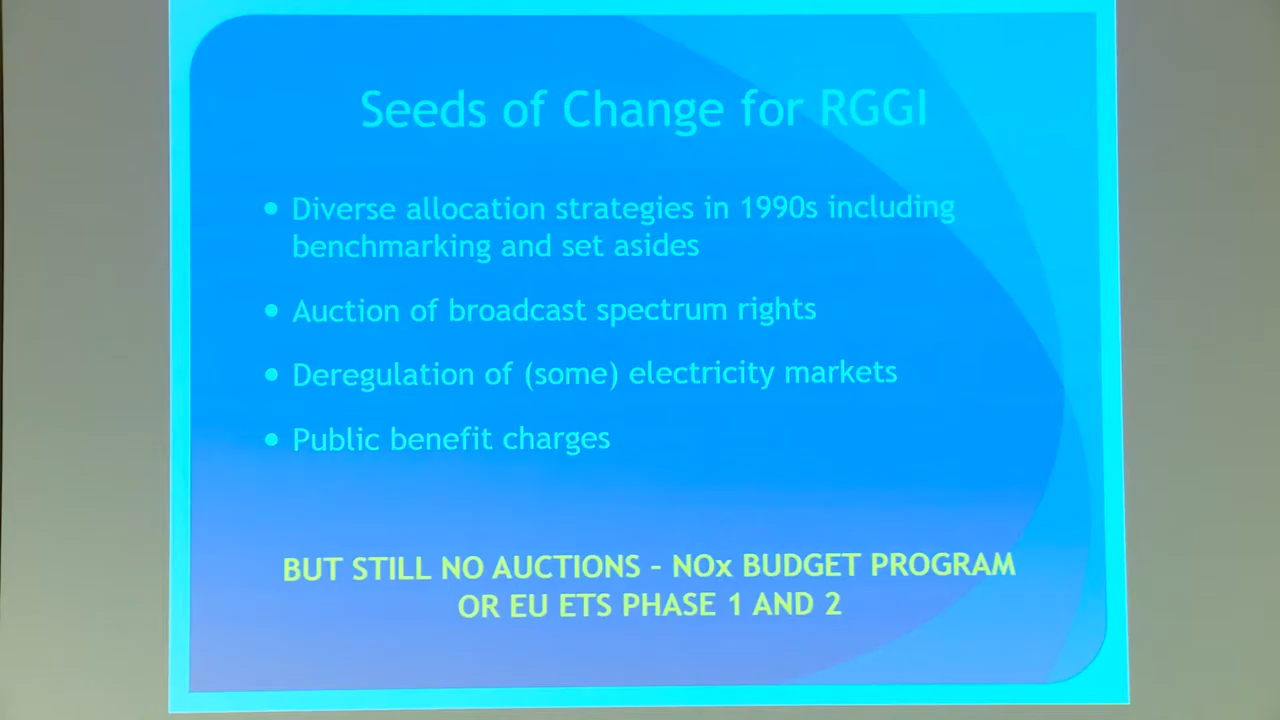 Seeds of Change for RGGI
• Diverse allocation strategies in 1990s including
benchmarking and set asides
• Auction of broadcast spectrum rights
• Deregulation of (some) electricity markets
• Public benefit charges
BUT STILL NO AUCTIONS – NOx BUDGET PROGRAM
OR EU ETS PHASE 1 AND 2